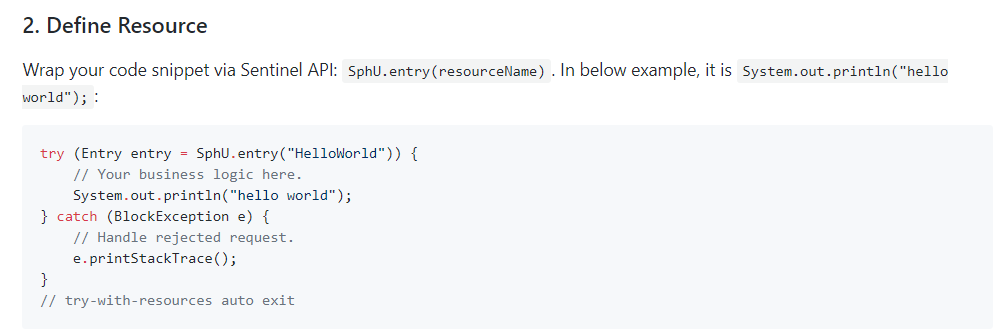 2. Define Resource
Wrap your code snippet via Sentinel API: SphU.entry(resourceName) . In below example, it is System.out.println("hello
world"); :
try (Entry entry = SphU.entry("HelloWorld")) {
    // Your business logic here.
    System.out.println("hello world");
} catch (BlockException e) {
    // Handle rejected request.
    e.printStackTrace();
}
// try-with-resources auto exit